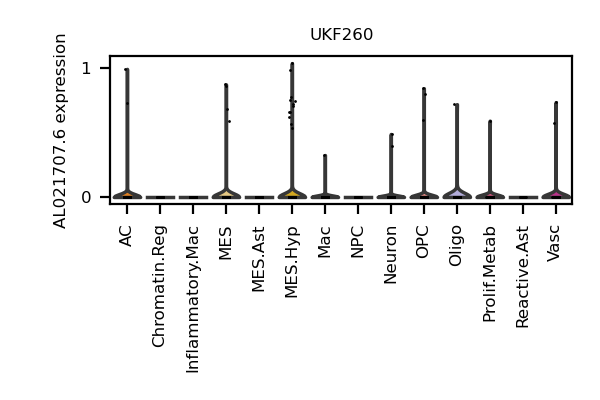 UKF260
AL021707.6 expression
1
0
AC
Chromatin.Reg
Inflammatory.Mac
MES
MES.Ast
MES.Hyp
Mac
NPC
Neuron
OPC
Oligo
Prolif.Metab
Reactive.Ast
Vasc